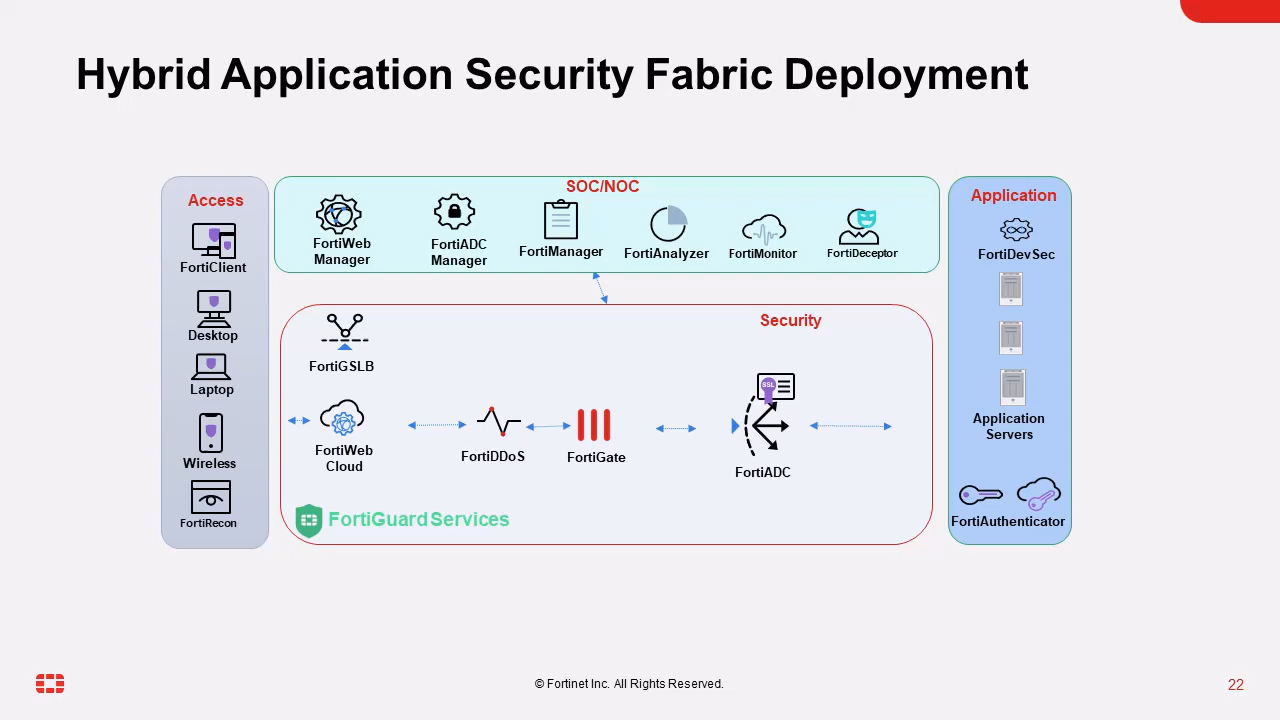 Hybrid Application Security Fabric Deployment
Access
FortiClient
Desktop
Laptop
Wireless
FortiRecon
SOC/NOC
FortiWeb
Manager
FortiADC
Manager
FortiManager
FortiAnalyzer
FortiMonitor
FortiDeceptor
Security
FortiGSLB
FortiWeb
Cloud
FortiDDoS
FortiGate
SSL
FortiADC
FortiGuard Services
Application
FortiDevSec
Application
Servers
FortiAuthenticator
© Fortinet Inc. All Rights Reserved.
22